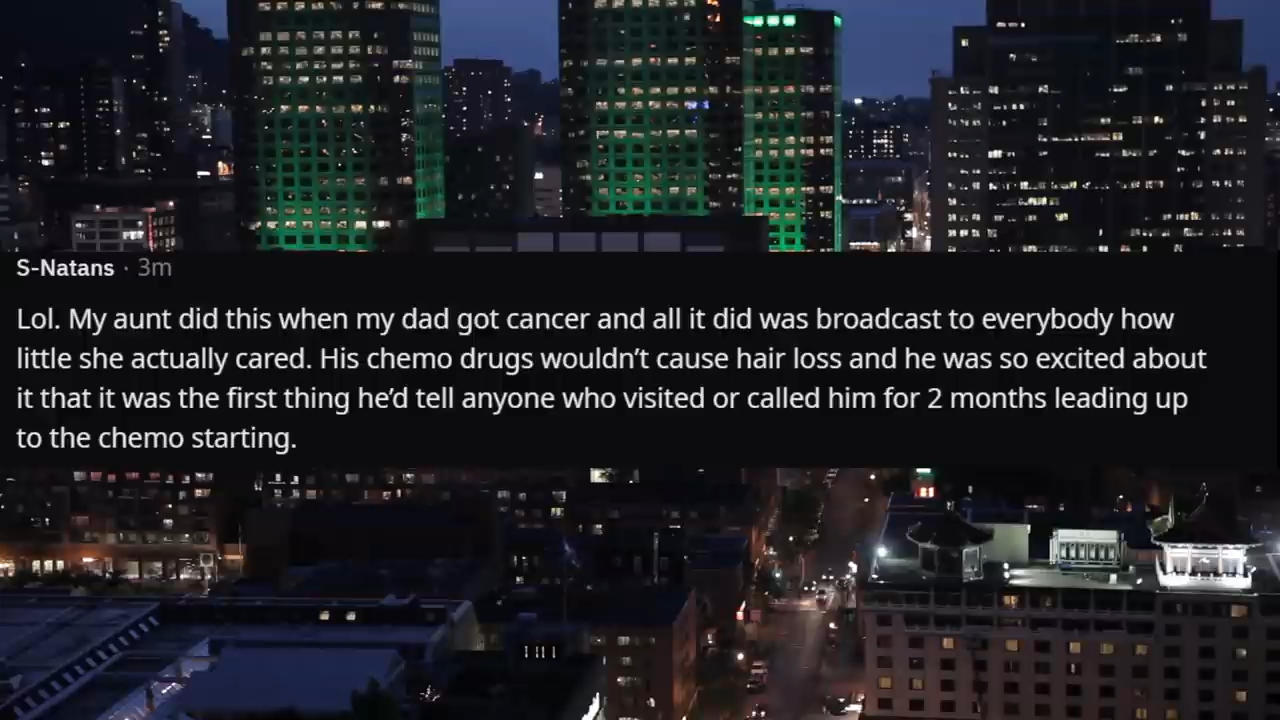 S-Natans · 3m
Lol. My aunt did this when my dad got cancer and all it did was broadcast to everybody how
little she actually cared. His chemo drugs wouldn’t cause hair loss and he was so excited about
it that it was the first thing he’d tell anyone who visited or called him for 2 months leading up
to the chemo starting.